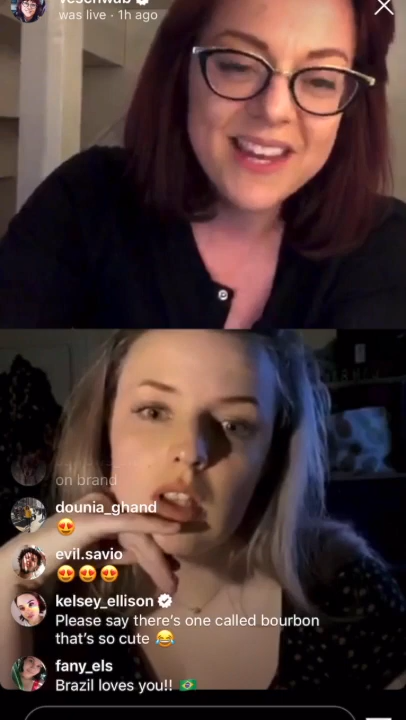 veschwab
was live · 1h ago
on brand
dounia_ghand
😍
evil.savio
😍😍😍
kelsey_ellison
Please say there's one called bourbon
that's so cute 😂
fany_els
Brazil loves you!! 🇧🇷